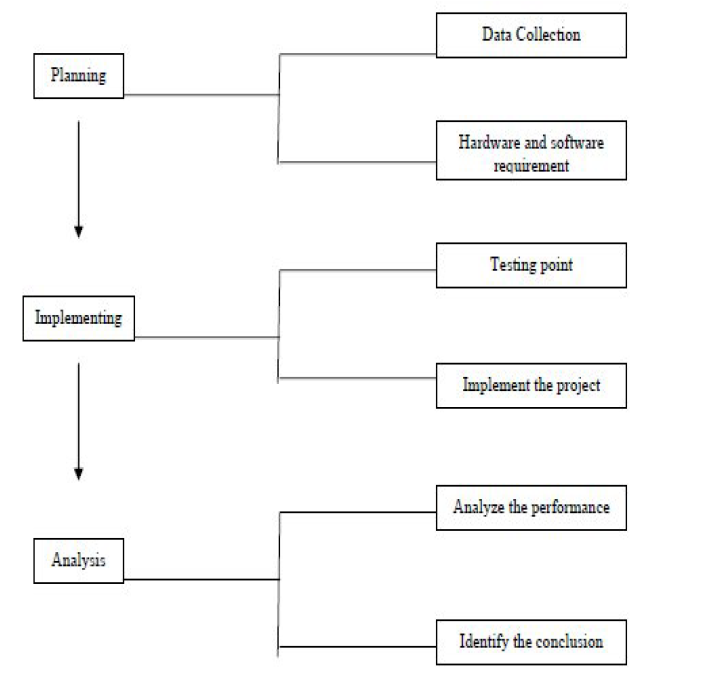 Data Collection
Planning
Hardware and software
requirement
Testing point
Implementing
Implement the project
Analyze the performance
Analysis
Identify the conclusion